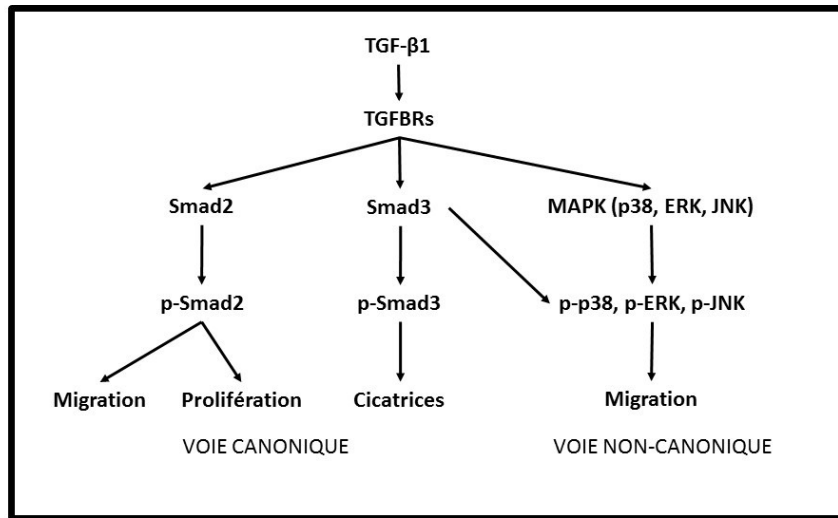 TGF-β1
TGFBRs
Smad2 Smad3 MAPK (p38, ERK, JNK)
p-Smad2 p-Smad3 p-p38, p-ERK, p-JNK
Migration Prolifération Cicatrices Migration
VOIE CANONIQUE VOIE NON-CANONIQUE